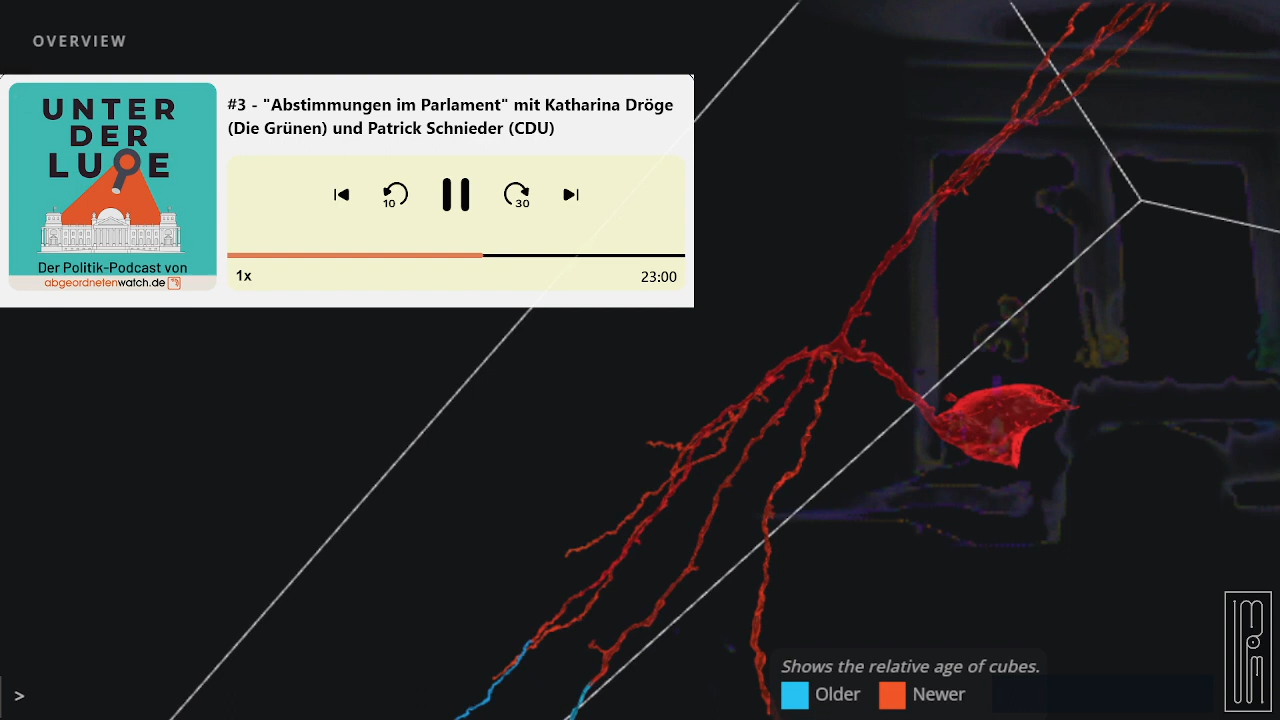 OVERVIEW
UNTER
DER
LUPE
Der Politik-Podcast von
abgeordnetenwatch.de
#3 - "Abstimmungen im Parlament" mit Katharina Dröge
(Die Grünen) und Patrick Schnieder (CDU)
10
30
1x
23:00
>
Shows the relative age of cubes.
Older
Newer